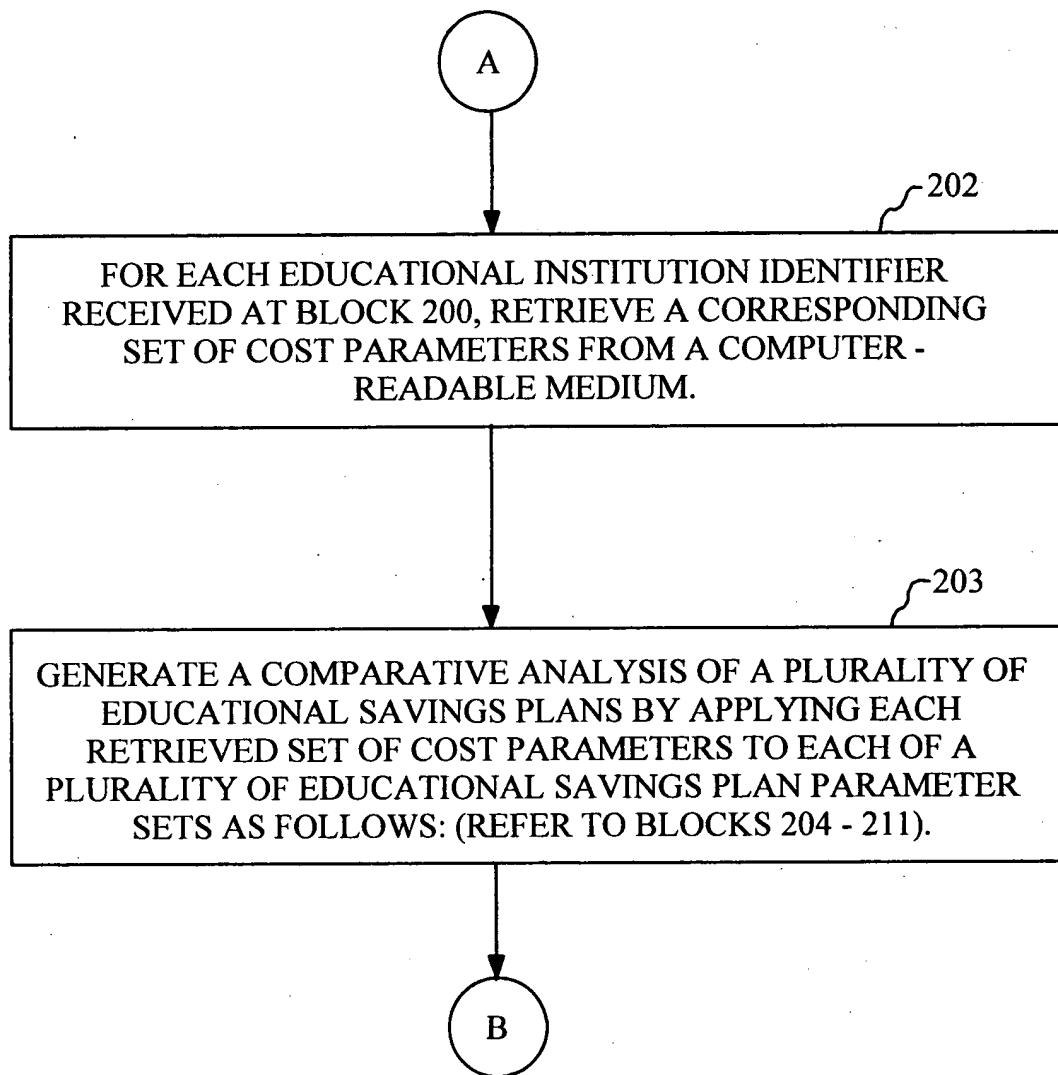 A
202
FOR EACH EDUCATIONAL INSTITUTION IDENTIFIER
RECEIVED AT BLOCK 200, RETRIEVE A CORRESPONDING
SET OF COST PARAMETERS FROM A COMPUTER -
READABLE MEDIUM.
203
GENERATE A COMPARATIVE ANALYSIS OF A PLURALITY OF
EDUCATIONAL SAVINGS PLANS BY APPLYING EACH
RETRIEVED SET OF COST PARAMETERS TO EACH OF A
PLURALITY OF EDUCATIONAL SAVINGS PLAN PARAMETER
SETS AS FOLLOWS: (REFER TO BLOCKS 204 - 211).
B